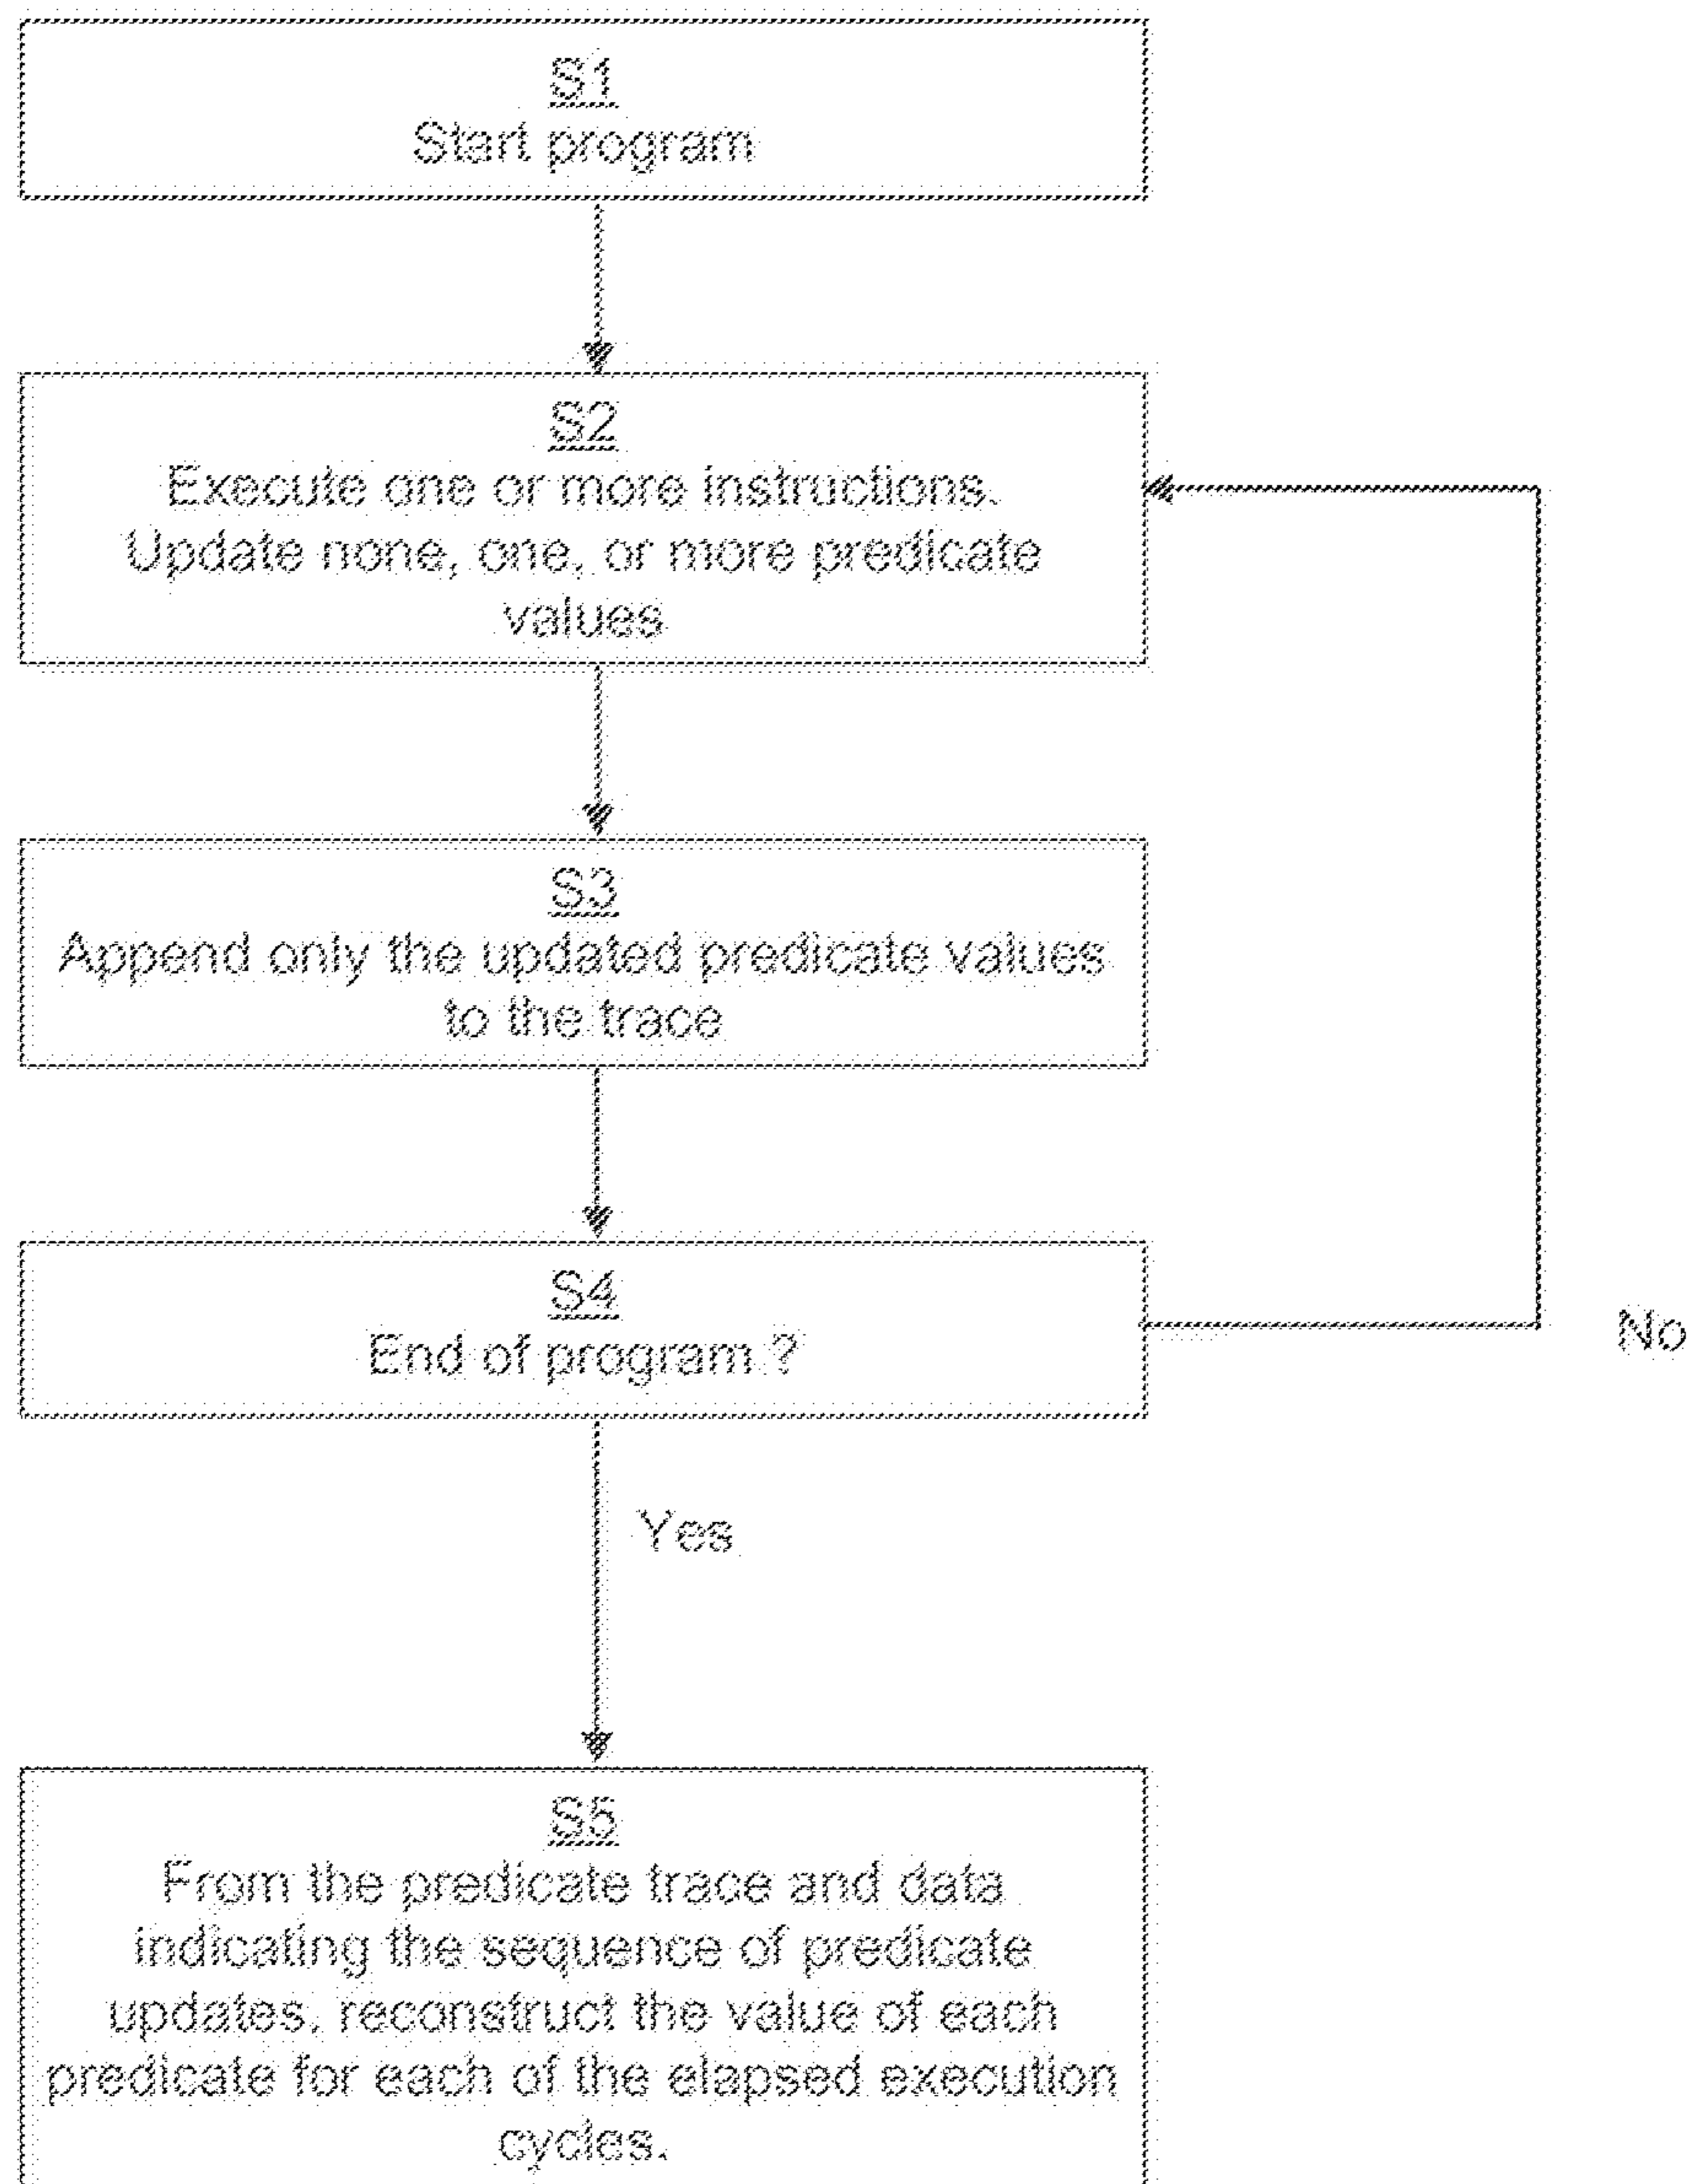 S1
Start program
S2
Execute one or more instructions.
Update none, one, or more predicate
values
S3
Append only the updated predicate values
to the trace
S4
End of program ?
No
Yes
S5
From the predicate trace and data
indicating the sequence of predicate
updates, reconstruct the value of each
predicate for each of the elapsed execution
cycles.